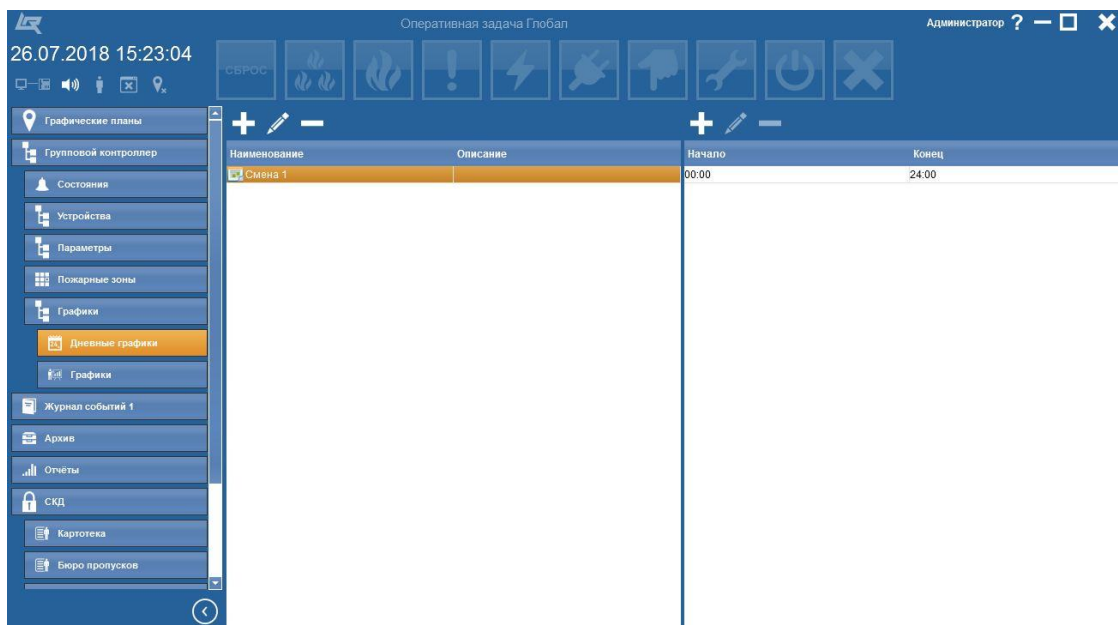 Оперативная задача Глобал
Администратор ?
26.07.2018 15:23:04
СБРОС
Графические планы
Групповой контроллер
Состояния
Устройства
Параметры
Пожарные зоны
Графики
Дневные графики
Графики
Журнал событий 1
Архив
Отчёты
СКД
Картотека
Бюро пропусков
Наименование Описание
Смена 1
Начало Конец
00:00 24:00